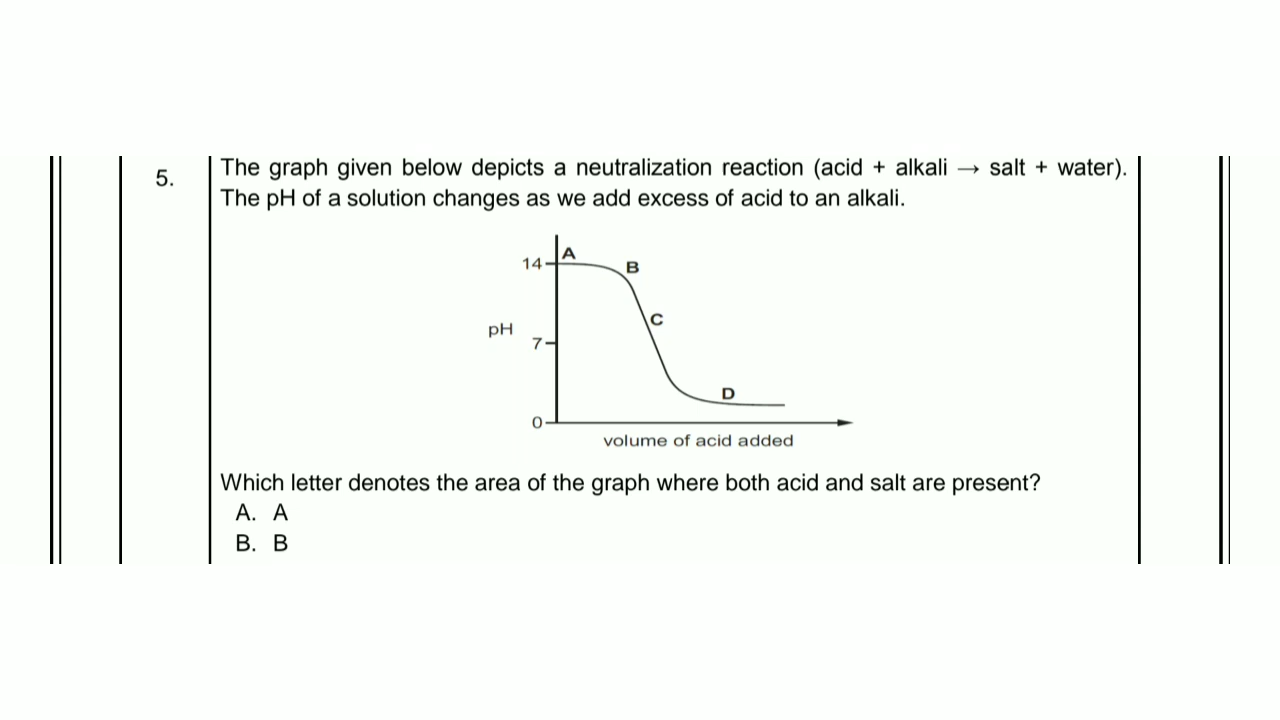 5.
The graph given below depicts a neutralization reaction (acid + alkali → salt + water).
The pH of a solution changes as we add excess of acid to an alkali.
A
14
B
C
pH
7
D
0
volume of acid added
Which letter denotes the area of the graph where both acid and salt are present?
A. A
B. B